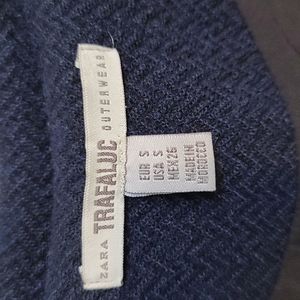 ZARA
TRAFALUC
OUTERWEAR
EUR S
USA S
MEX 26
MADE IN
MOROCCO